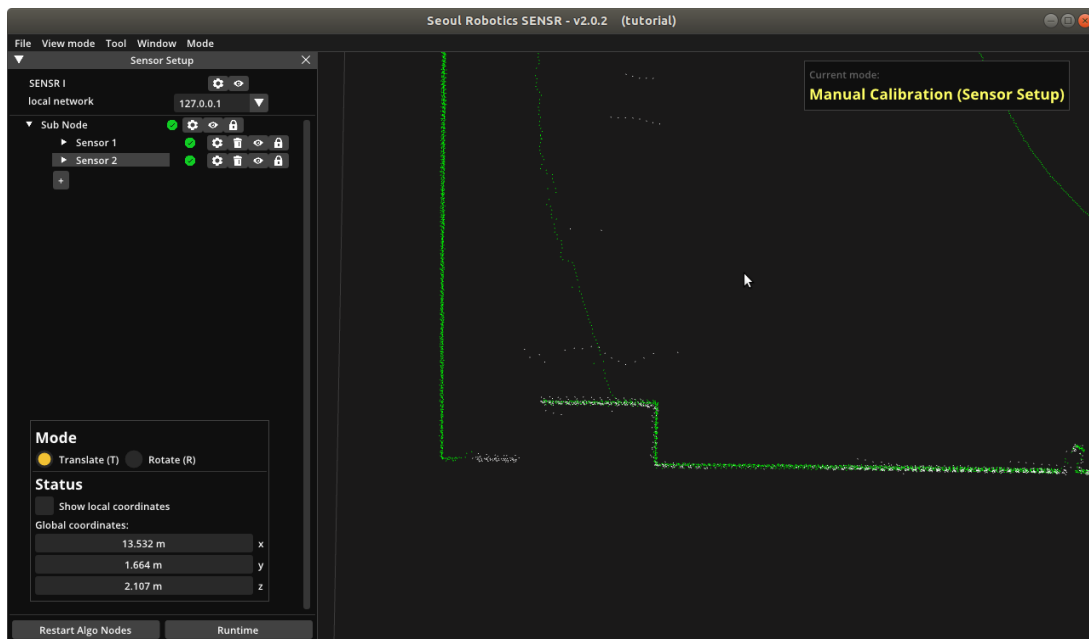 Seoul Robotics SENSR - v2.0.2 (tutorial)
File View mode Tool Window Mode
Sensor Setup
SENSR I
local network 127.0.0.1
Sub Node
Sensor 1
Sensor 2
+
Current mode:
Manual Calibration (Sensor Setup)
Mode
Translate (T) Rotate (R)
Status
Show local coordinates
Global coordinates:
13.532 m x
1.664 m y
2.107 m z
Restart Algo Nodes Runtime